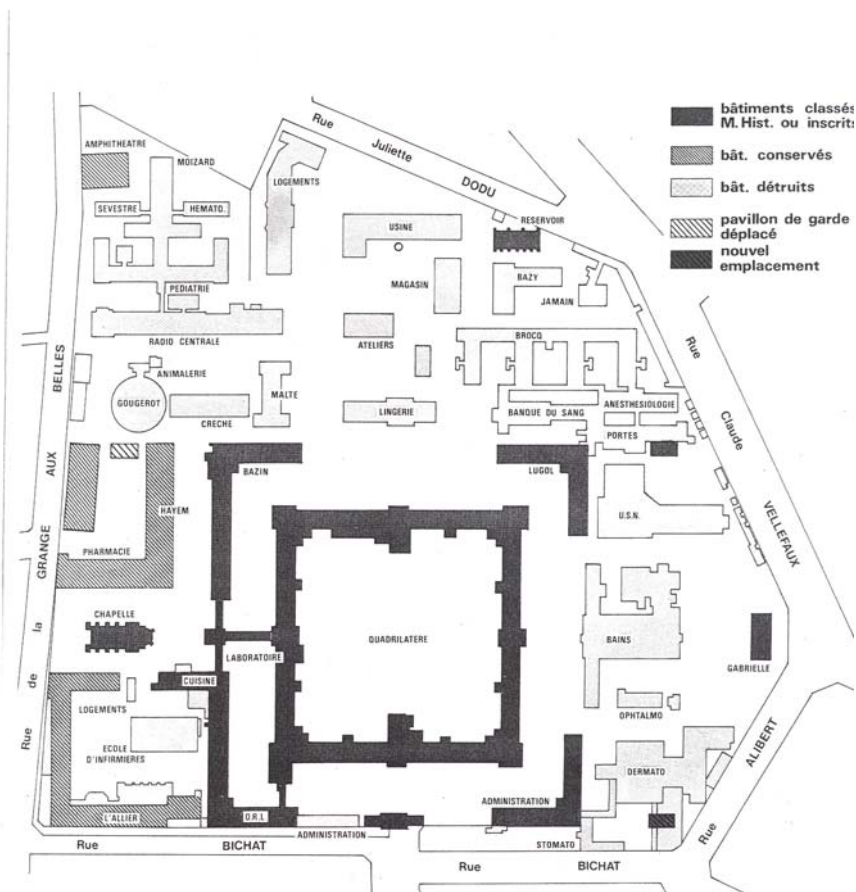 bâtiments classés
M. Hist. ou inscrits
bât. conservés
bât. détruits
pavillon de garde
déplacé
nouvel
emplacement
Rue
Juliette
DODU
AMPHITHEATRE
MOIZARD
LOGEMENTS
SEVESTRE
HEMATO.
RESERVOIR
USINE
BAZY
MAGASIN
JAMAIN
PEDIATRIE
RADIO CENTRALE
ATELIERS
BROCQ
Rue
Claude
VELLEFAUX
ANIMALERIE
GOUGEROT
MALTE
CRECHE
LINGERIE
BANQUE DU SANG
ANESTHESIOLOGIE
PORTES
BAZIN
LUGOL
HAYEM
U.S.N.
PHARMACIE
Rue de la GRANGE AUX BELLES
CHAPELLE
QUADRILATERE
LABORATOIRE
BAINS
GABRIELLE
CUISINE
LOGEMENTS
OPHTALMO
ECOLE
D'INFIRMIERES
DERMATO
Rue ALIBERT
L'ALLIER
O.R.L
ADMINISTRATION
ADMINISTRATION
STOMATO
Rue BICHAT
Rue BICHAT